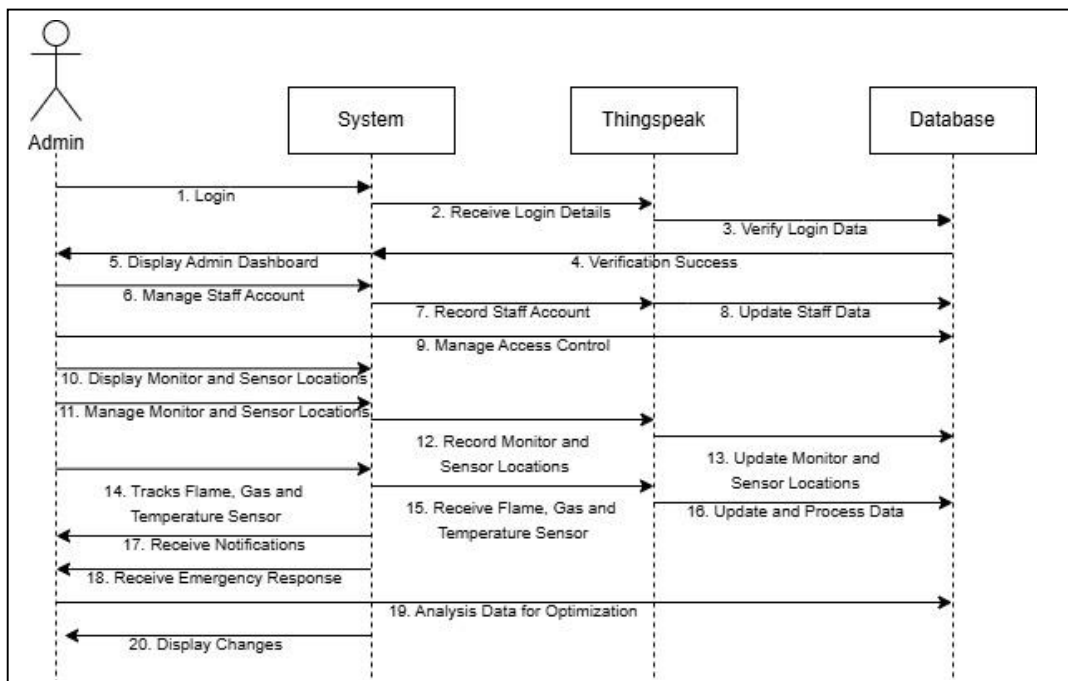 Admin
System
Thingspeak
Database
1. Login
2. Receive Login Details
3. Verify Login Data
4. Verification Success
5. Display Admin Dashboard
6. Manage Staff Account
7. Record Staff Account
8. Update Staff Data
9. Manage Access Control
10. Display Monitor and Sensor Locations
11. Manage Monitor and Sensor Locations
12. Record Monitor and
Sensor Locations
13. Update Monitor and
Sensor Locations
14. Tracks Flame, Gas and
Temperature Sensor
15. Receive Flame, Gas and
Temperature Sensor
16. Update and Process Data
17. Receive Notifications
18. Receive Emergency Response
19. Analysis Data for Optimization
20. Display Changes